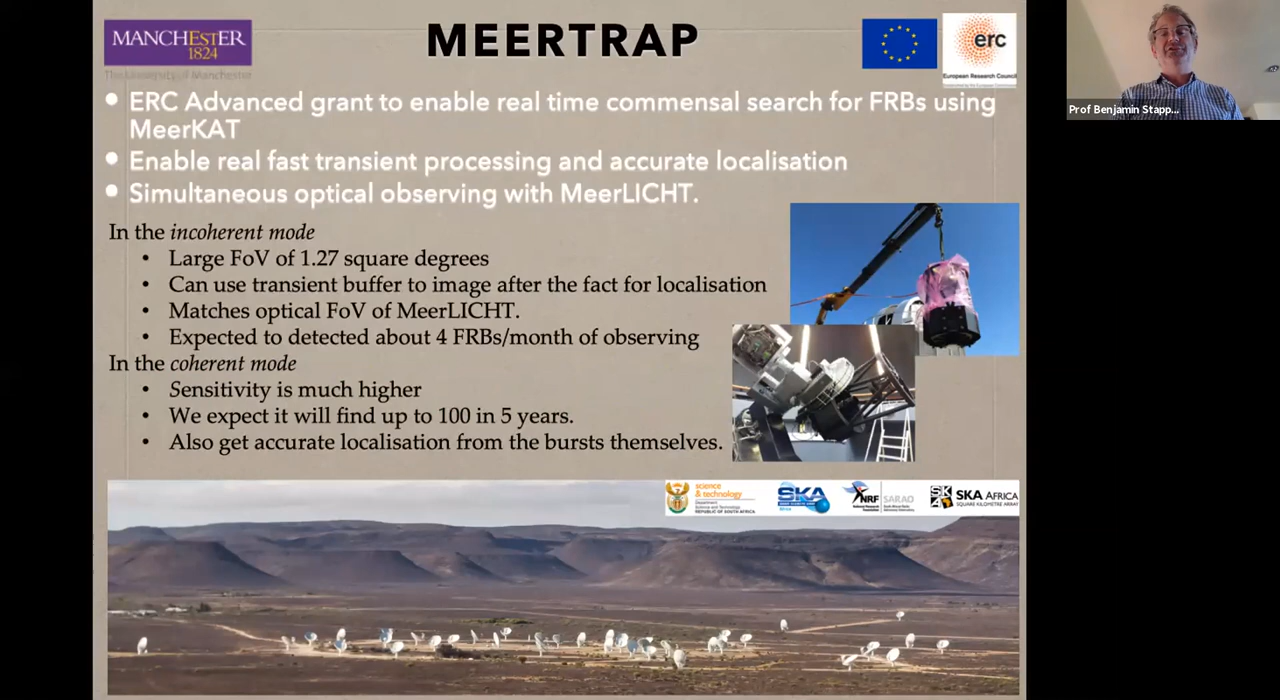 MANCHESTER
1824
The University of Manchester
MEERTRAP
erc
European Research Council
• ERC Advanced grant to enable real time commensal search for FRBs using
MeerKAT
• Enable real fast transient processing and accurate localisation
• Simultaneous optical observing with MeerLICHT.
In the incoherent mode
• Large FoV of 1.27 square degrees
• Can use transient buffer to image after the fact for localisation
• Matches optical FoV of MeerLICHT.
• Expected to detected about 4 FRBs/month of observing
In the coherent mode
• Sensitivity is much higher
• We expect it will find up to 100 in 5 years.
• Also get accurate localisation from the bursts themselves.
science
& technology
Department:
Science and Technology
REPUBLIC OF SOUTH AFRICA
SKA
NRF
SARAO
SKA AFRICA
SQUARE KILOMETRE ARRAY
Prof Benjamin Stapp...